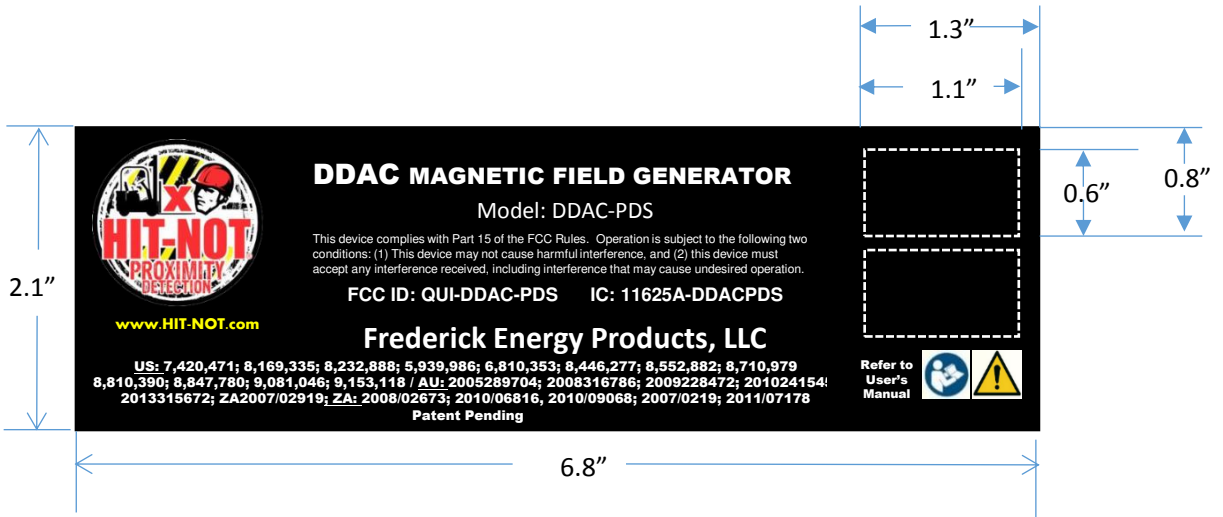 1.3”
1.1”
0.6”
0.8”
2.1”
6.8”
X
HIT-NOT
PROXIMITY
DETECTION
www.HIT-NOT.com
DDAC MAGNETIC FIELD GENERATOR
Model: DDAC-PDS
This device complies with Part 15 of the FCC Rules. Operation is subject to the following two
conditions: (1) This device may not cause harmful interference, and (2) this device must
accept any interference received, including interference that may cause undesired operation.
FCC ID: QUI-DDAC-PDS IC: 11625A-DDACPDS
Frederick Energy Products, LLC
US: 7,420,471; 8,169,335; 8,232,888; 5,939,986; 6,810,353; 8,446,277; 8,552,882; 8,710,979
8,810,390; 8,847,780; 9,081,046; 9,153,118 / AU: 2005289704; 2008316786; 2009228472;
2013315672; ZA2007/02919; ZA: 2008/02673; 2010/06816, 2010/09068; 2007/0219; 2011/07178
Patent Pending
Refer to
User’s
Manual